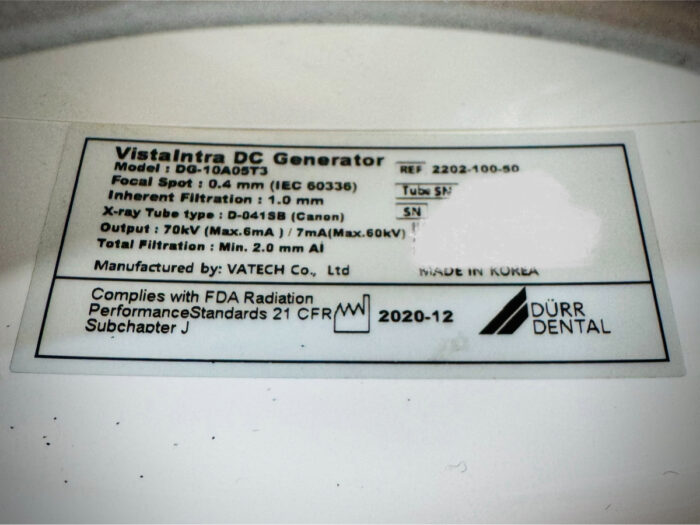 VistaIntra DC Generator
Model : DG-10A05T3
REF 2202-100-50
Focal Spot : 0.4 mm (IEC 60336)
Tube SN
Inherent Filtration : 1.0 mm
SN
X-ray Tube type : D-041SB (Canon)
Output : 70kV (Max.6mA ) / 7mA(Max.60kV)
Total Filtration : Min. 2.0 mm Al
Manufactured by: VATECH Co., Ltd
MADE IN KOREA
Complies with FDA Radiation
PerformanceStandards 21 CFR
Subchapter J
2020-12
DÜRR
DENTAL